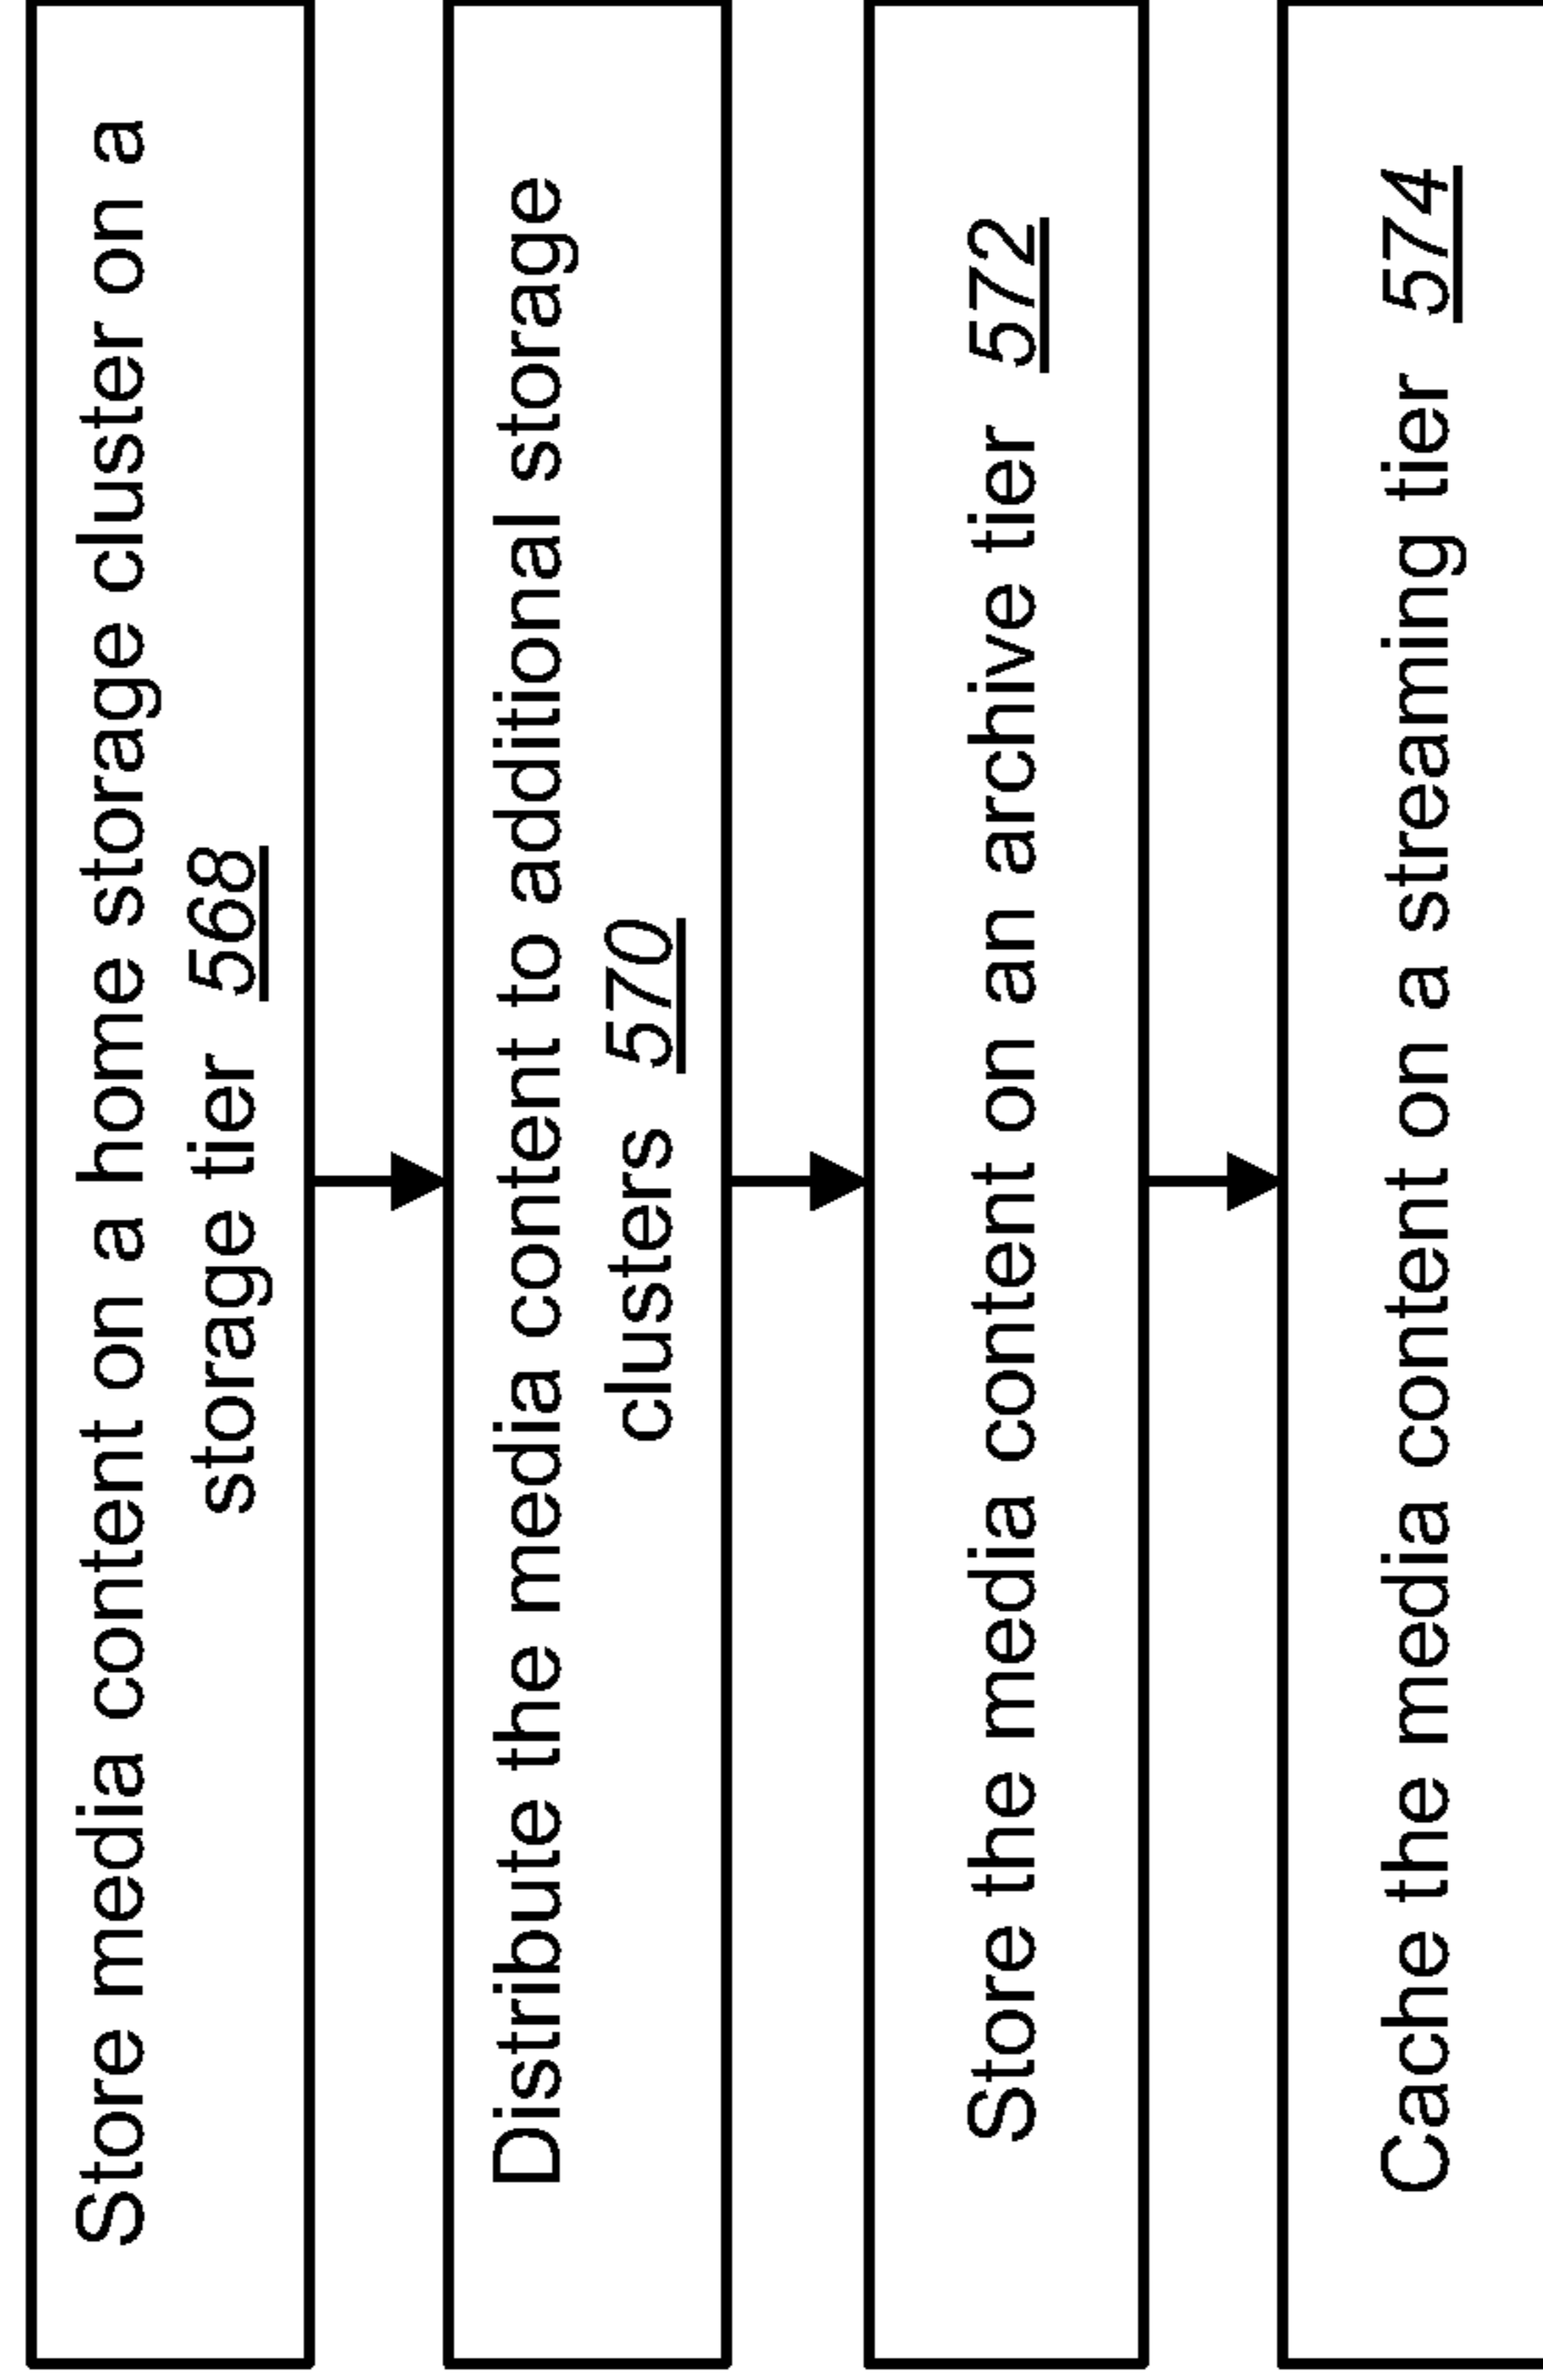 Store media content on a home storage cluster on a
storage tier 568
Distribute the media content to additional storage
clusters 570
Store the media content on an archive tier 572
Cache the media content on a streaming tier 574